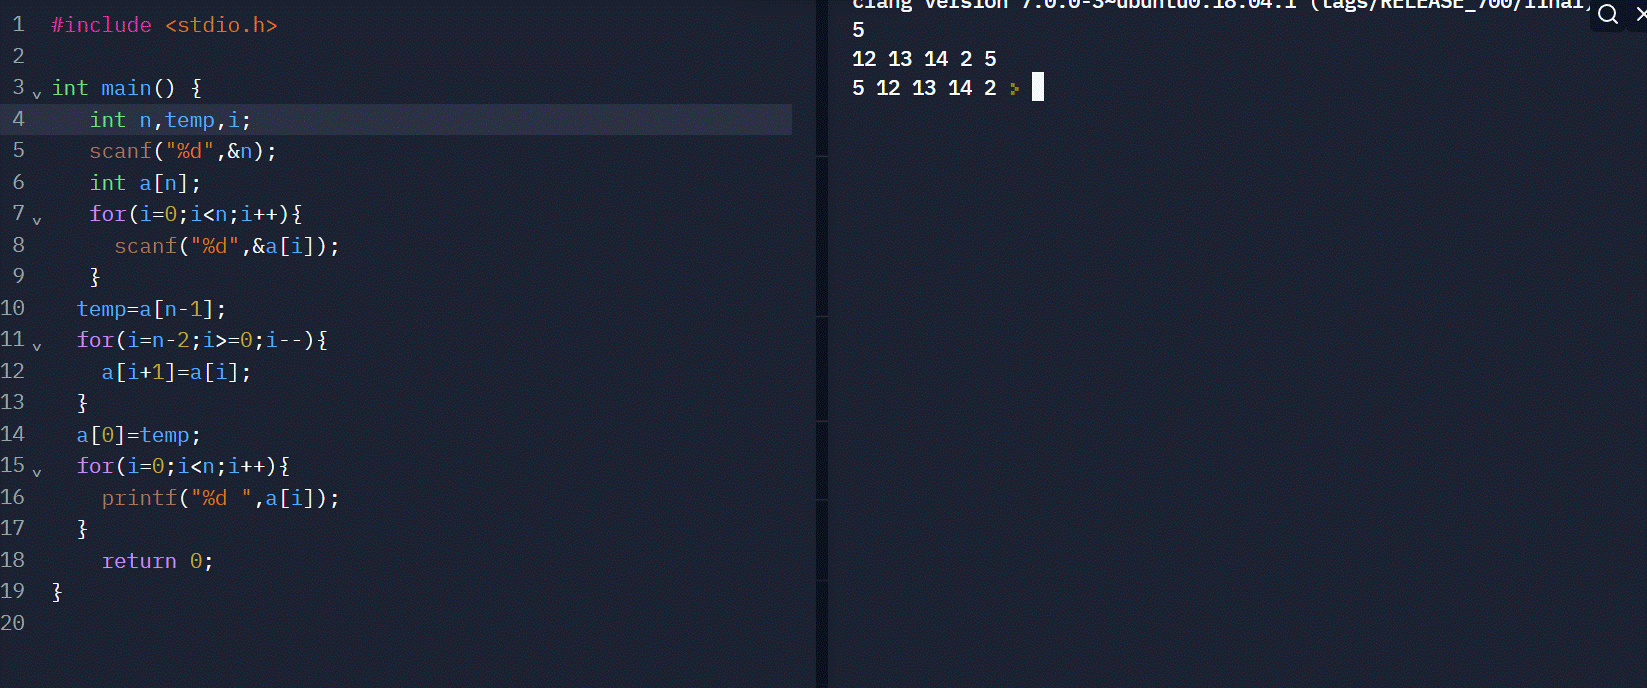 1 #include <stdio.h>
2
3 int main() {
4    int n,temp,i;
5    scanf("%d",&n);
6    int a[n];
7    for(i=0;i<n;i++){
8      scanf("%d",&a[i]);
9    }
10   temp=a[n-1];
11   for(i=n-2;i>=0;i--){
12     a[i+1]=a[i];
13   }
14   a[0]=temp;
15   for(i=0;i<n;i++){
16     printf("%d ",a[i]);
17   }
18     return 0;
19 }
20
clang version 7.0.0-3~ubuntu0.18.04.1 (tags/RELEASE_700/final)
5
12 13 14 2 5
5 12 13 14 2 >